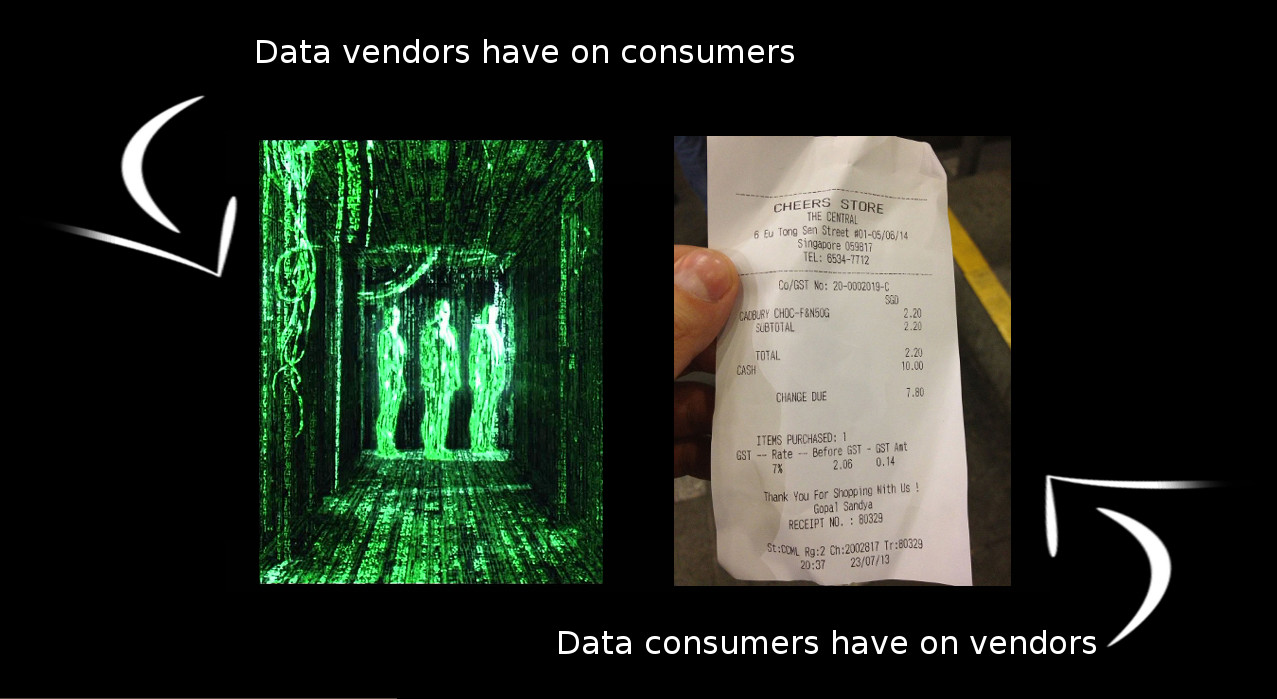 Data vendors have on consumers
CHEERS STORE
THE CENTRAL
6 Eu Tong Sen Street #01-05/06/14
Singapore 059817
TEL: 6534-7712
Co/GST No: 20-0002019-C
SGD
CADBURY CHOC-F&N50G 2.20
SUBTOTAL 2.20
TOTAL 2.20
CASH 10.00
CHANGE DUE 7.80
ITEMS PURCHASED: 1
GST -- Rate -- Before GST - GST Amt
7% 2.06 0.14
Thank You For Shopping With Us !
Gopal Sandya
RECEIPT NO. : 80329
St:CCML Rg:2 Ch:2002817 Tr:80329
20:37 23/07/13
Data consumers have on vendors